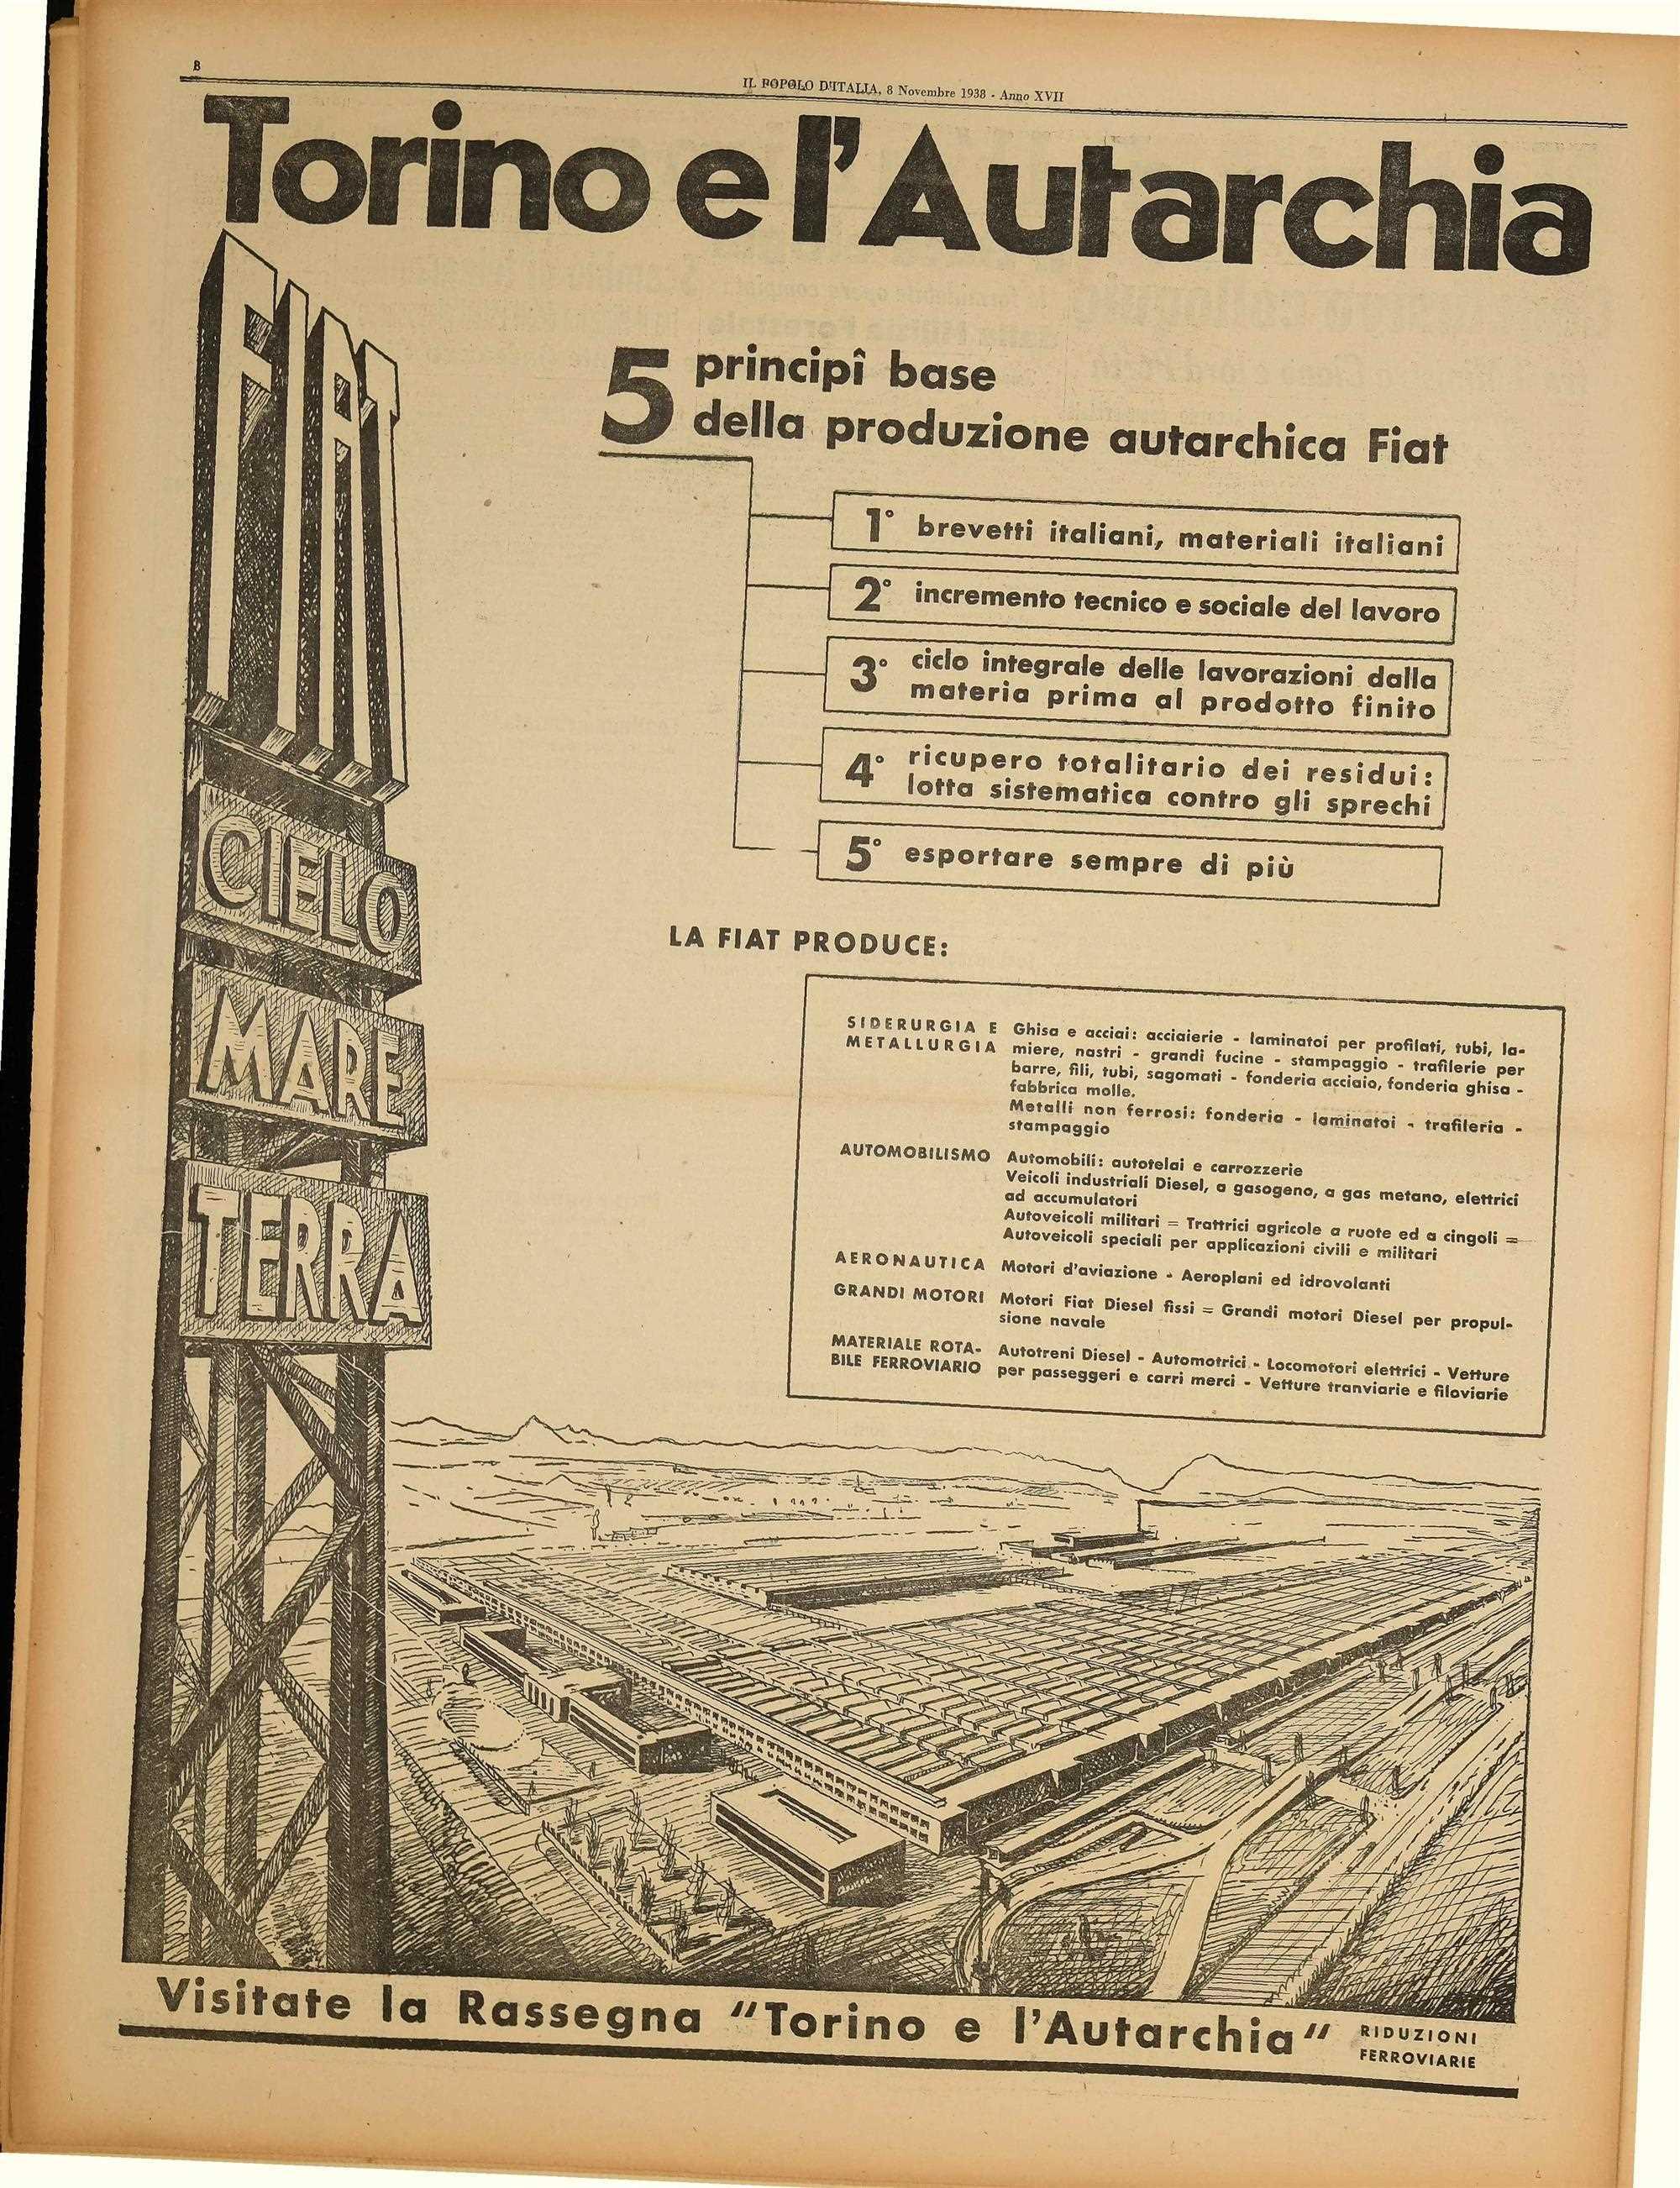 8
IL POPOLO D'ITALIA, 8 Novembre 1938 - Anno XVII
Torino e l'Autarchia
FIAT
CIELO
MARE
TERRA
5 principî base
della produzione autarchica Fiat
1° brevetti italiani, materiali italiani
2° incremento tecnico e sociale del lavoro
3° ciclo integrale delle lavorazioni dalla
materia prima al prodotto finito
4° ricupero totalitario dei residui:
lotta sistematica contro gli sprechi
5° esportare sempre di più
LA FIAT PRODUCE:
SIDERURGIA E Ghisa e acciai: acciaierie - laminatoi per profilati, tubi, la-
METALLURGIA miere, nastri - grandi fucine - stampaggio - trafilerie per
barre, fili, tubi, sagomati - fonderia acciaio, fonderia ghisa -
fabbrica molle.
Metalli non ferrosi: fonderia - laminatoi - trafileria -
stampaggio
AUTOMOBILISMO Automobili: autotelai e carrozzerie
Veicoli industriali Diesel, a gasogeno, a gas metano, elettrici
ad accumulatori
Autoveicoli militari = Trattrici agricole a ruote ed a cingoli =
Autoveicoli speciali per applicazioni civili e militari
AERONAUTICA Motori d'aviazione - Aeroplani ed idrovolanti
GRANDI MOTORI Motori Fiat Diesel fissi = Grandi motori Diesel per propul-
sione navale
MATERIALE ROTA- Autotreni Diesel - Automotrici - Locomotori elettrici - Vetture
BILE FERROVIARIO per passeggeri e carri merci - Vetture tranviarie e filoviarie
Visitate la Rassegna "Torino e l'Autarchia" RIDUZIONI
FERROVIARIE